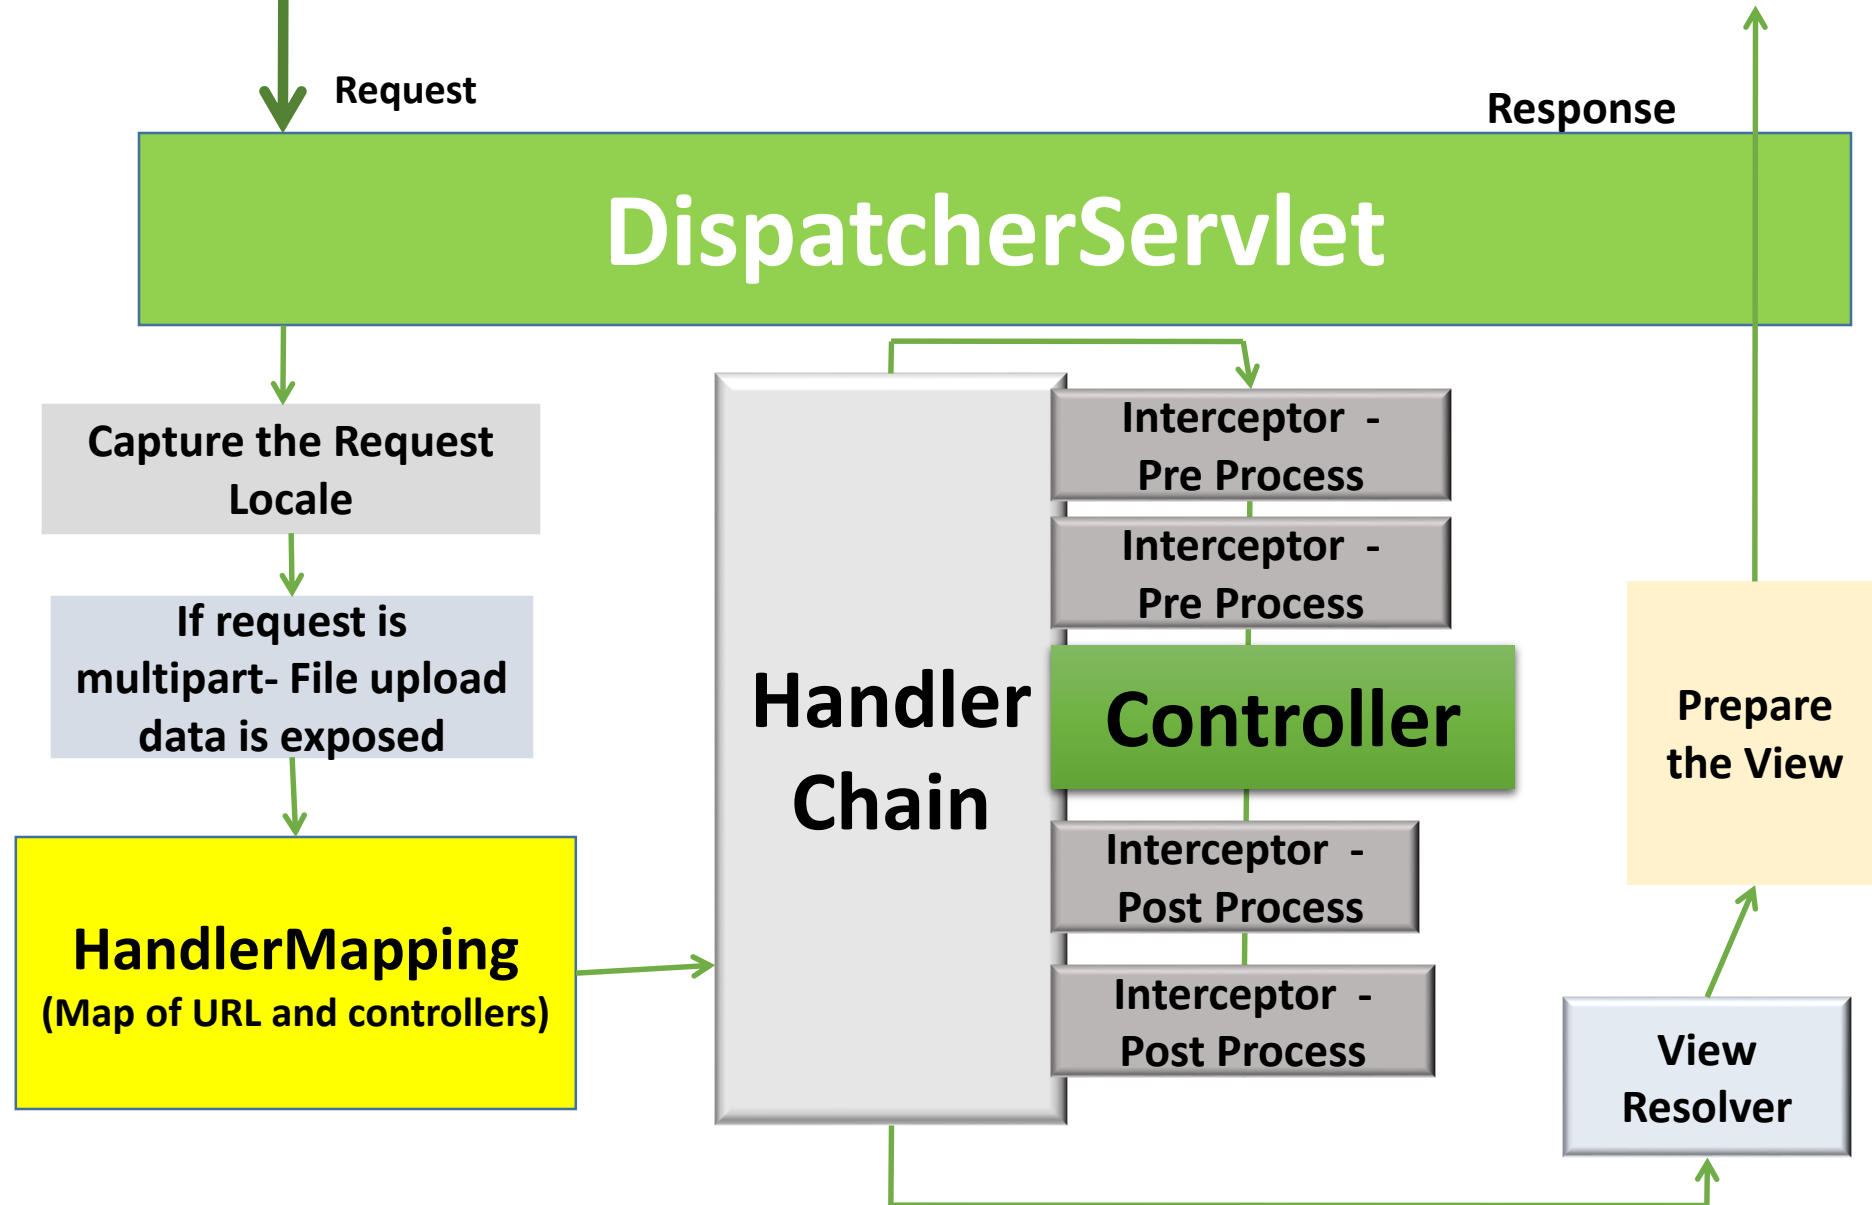 Request
Response
DispatcherServlet
Capture the Request
Locale
If request is
multipart- File upload
data is exposed
HandlerMapping
(Map of URL and controllers)
Handler
Chain
Interceptor -
Pre Process
Interceptor -
Pre Process
Controller
Interceptor -
Post Process
Interceptor -
Post Process
Prepare
the View
View
Resolver